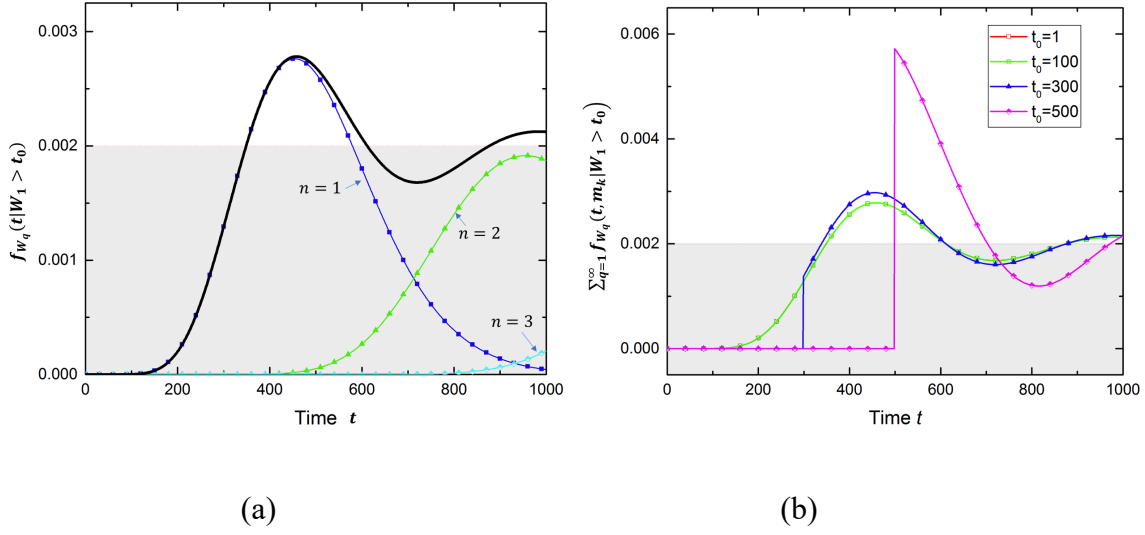 0.003
0.002
0.001
0.000
0
200
400
600
800
1000
f_{W_q}(t|W_1 > t_0)
Time t
n = 1
n = 2
n = 3
(a)
0.006
0.004
0.002
0.000
0
200
400
600
800
1000
∑_{q=1}^{∞} f_{W_q}(t, m_k|W_1 > t_0)
Time t
t_0=1
t_0=100
t_0=300
t_0=500
(b)